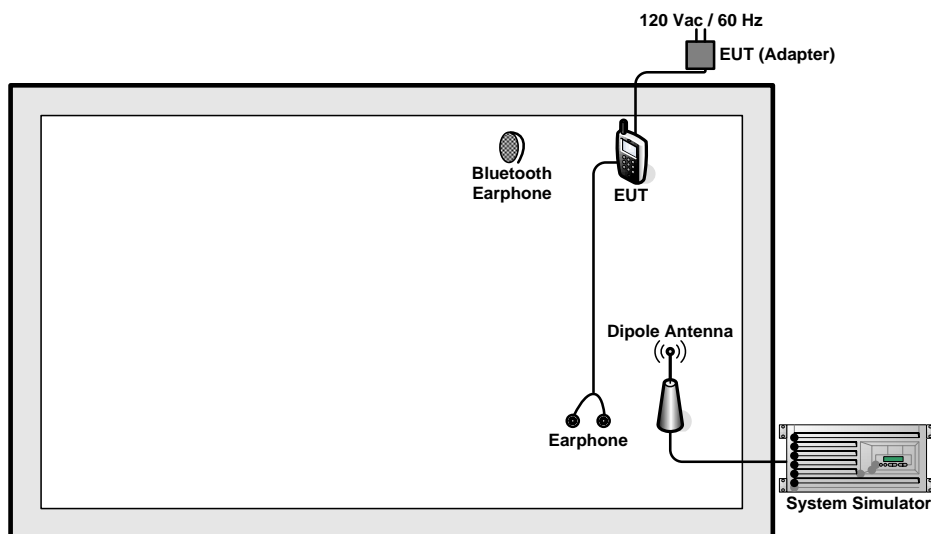 120 Vac / 60 Hz
EUT (Adapter)
Bluetooth
Earphone
EUT
Dipole Antenna
Earphone
System Simulator